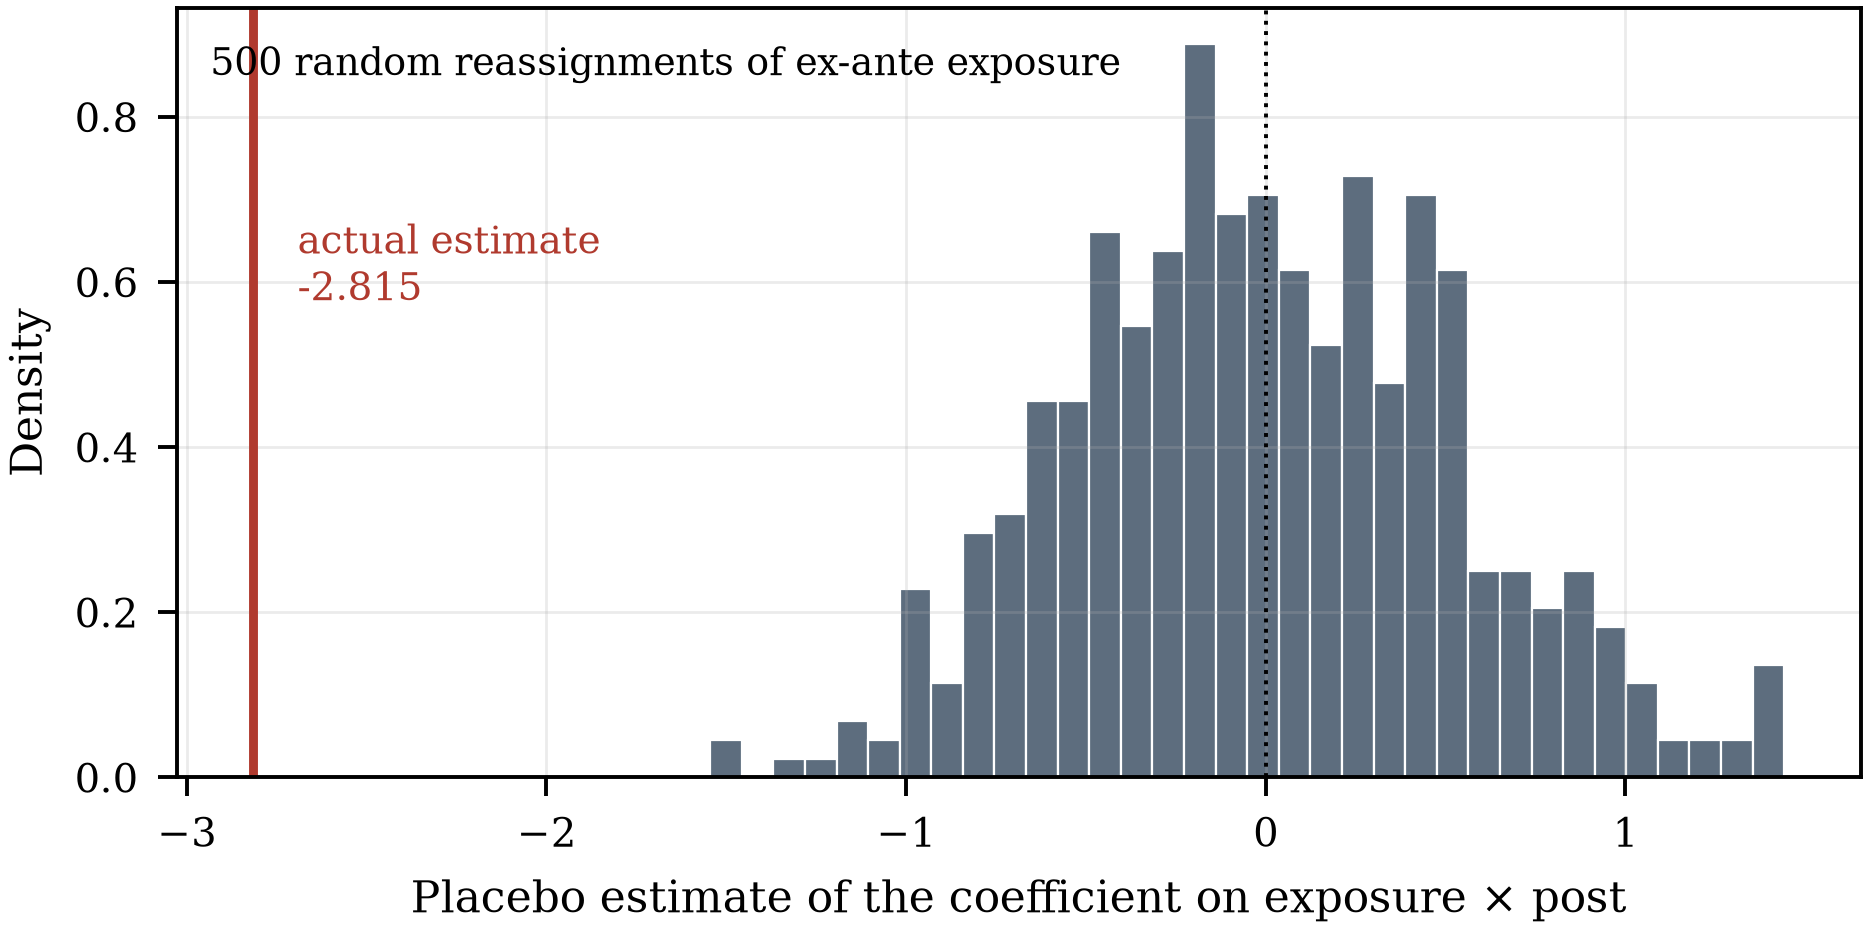 500 random reassignments of ex-ante exposure
actual estimate
-2.815
Density
0.8
0.6
0.4
0.2
0.0
−3 −2 −1 0 1
Placebo estimate of the coefficient on exposure × post